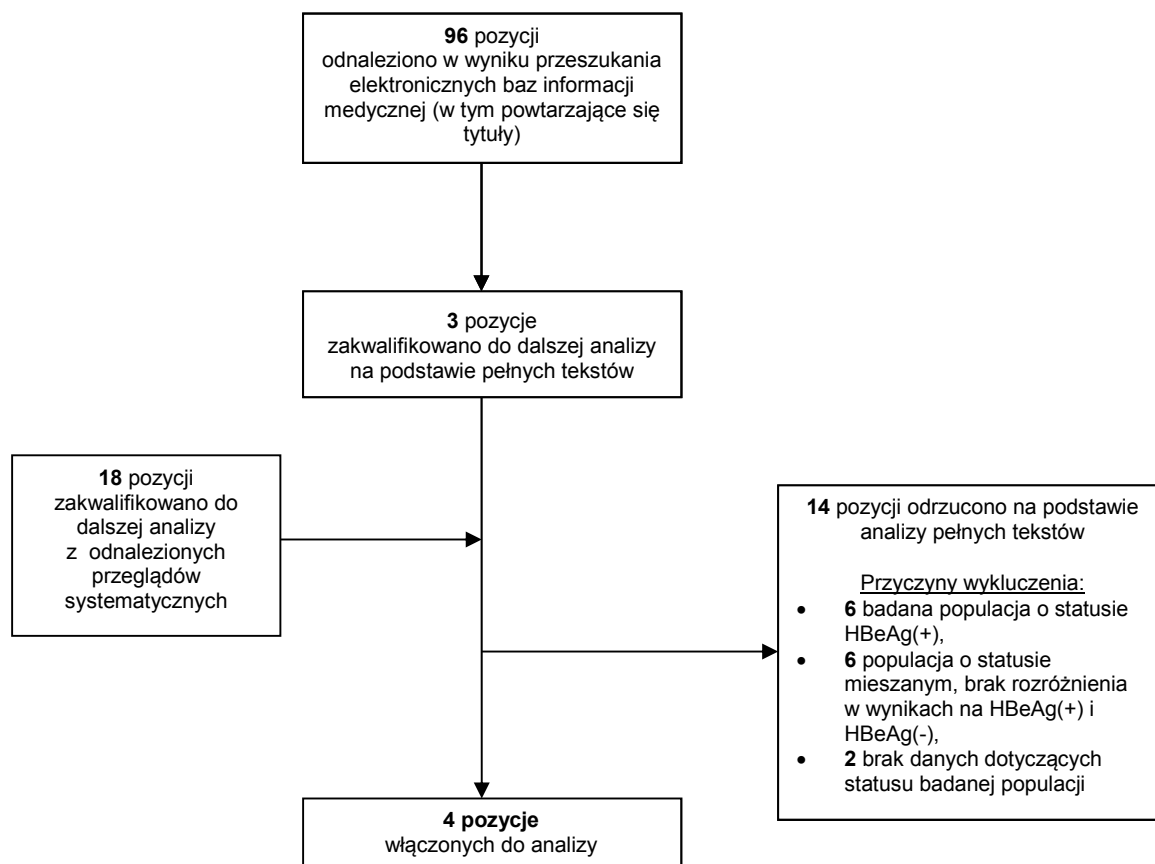 96 pozycji
odnaleziono w wyniku przeszukania
elektronicznych baz informacji
medycznej (w tym powtarzające się
tytuły)
3 pozycje
zakwalifikowano do dalszej analizy
na podstawie pełnych tekstów
18 pozycji
zakwalifikowano do
dalszej analizy
z odnalezionych
przeglądów
systematycznych
14 pozycji odrzucono na podstawie
analizy pełnych tekstów
Przyczyny wykluczenia:
• 6 badana populacja o statusie
HBeAg(+),
• 6 populacja o statusie
mieszanym, brak rozróżnienia
w wynikach na HBeAg(+) i
HBeAg(-),
• 2 brak danych dotyczących
statusu badanej populacji
4 pozycje
włączonych do analizy